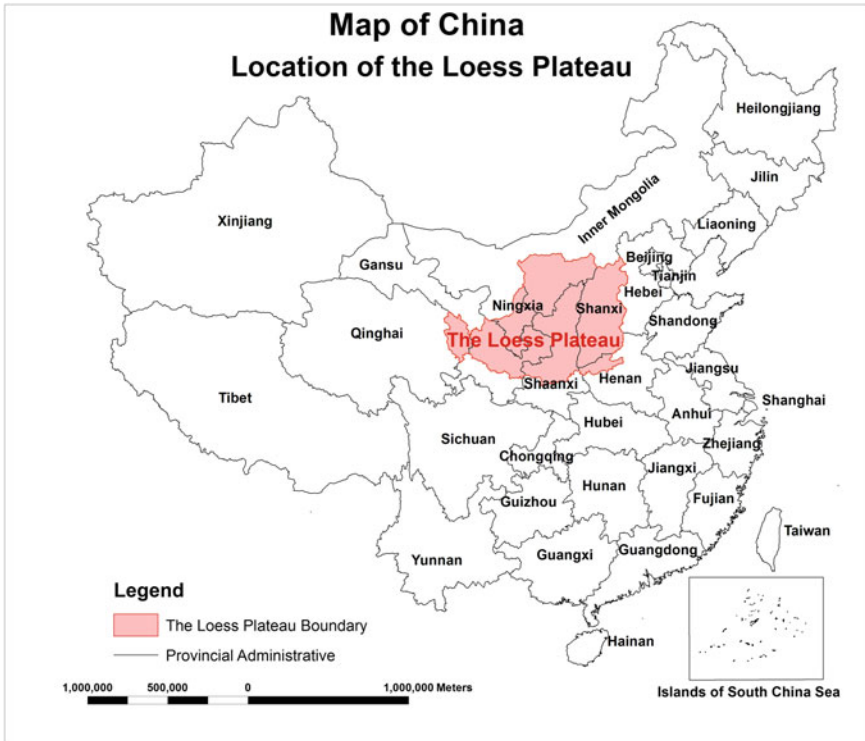 Map of China
Location of the Loess Plateau
Heilongjiang
Jilin
Liaoning
Inner Mongolia
Xinjiang
Gansu
Beijing
Tianjin
Hebei
Ningxia
Shanxi
Shandong
Qinghai
The Loess Plateau
Shaanxi
Henan
Jiangsu
Tibet
Shanghai
Anhui
Hubei
Sichuan
Zhejiang
Chongqing
Jiangxi
Hunan
Guizhou
Fujian
Taiwan
Yunnan
Guangxi
Guangdong
Hainan
Legend
The Loess Plateau Boundary
Provincial Administrative
1,000,000 500,000 0 1,000,000 Meters
Islands of South China Sea